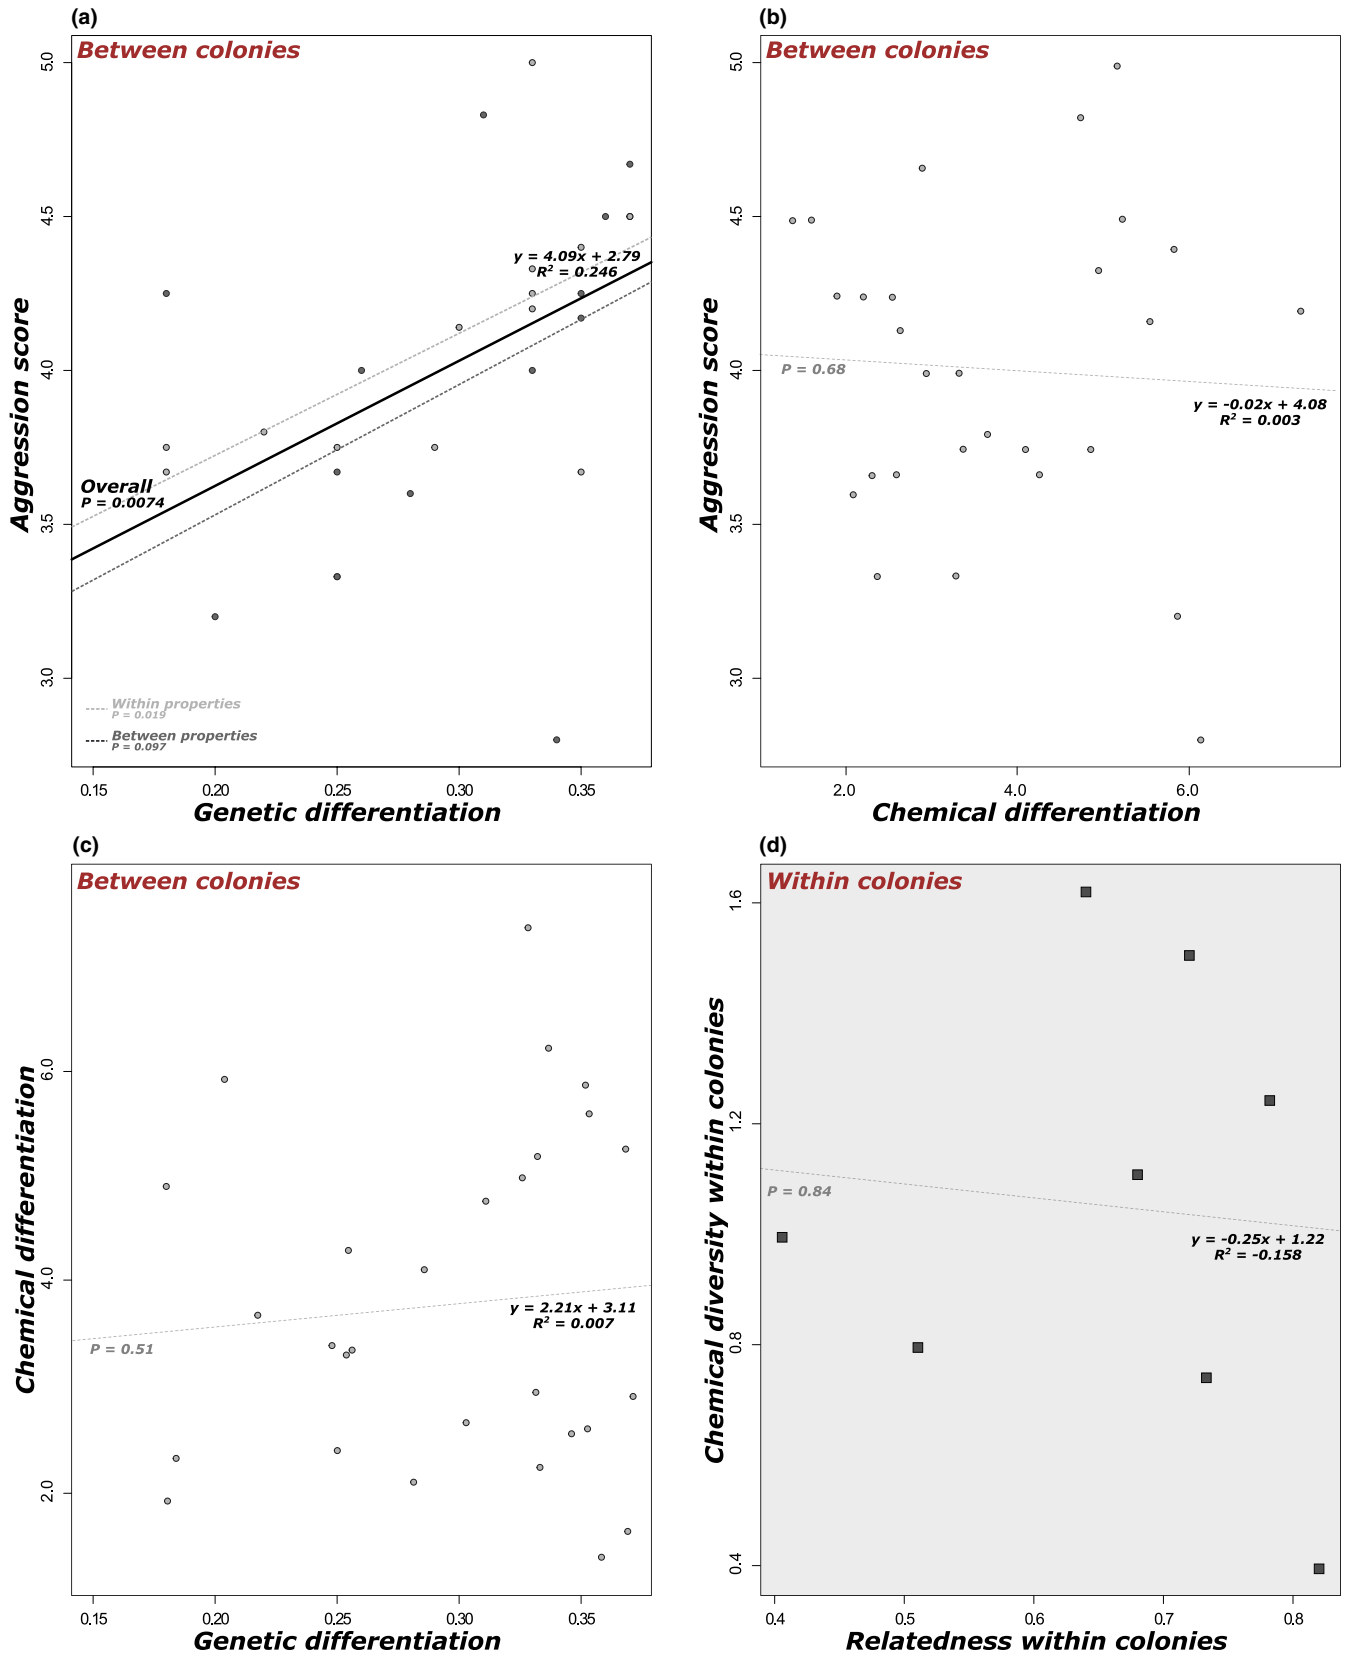 (a)
Between colonies
Aggression score
5.0
4.5
4.0
3.5
3.0
y = 4.09x + 2.79
R² = 0.246
Overall
P = 0.0074
Within properties
P = 0.019
Between properties
P = 0.097
0.15 0.20 0.25 0.30 0.35
Genetic differentiation
(b)
Between colonies
Aggression score
5.0
4.5
4.0
3.5
3.0
P = 0.68
y = -0.02x + 4.08
R² = 0.003
2.0 4.0 6.0
Chemical differentiation
(c)
Between colonies
Chemical differentiation
6.0
4.0
2.0
y = 2.21x + 3.11
R² = 0.007
P = 0.51
0.15 0.20 0.25 0.30 0.35
Genetic differentiation
(d)
Within colonies
Chemical diversity within colonies
1.6
1.2
0.8
0.4
P = 0.84
y = -0.25x + 1.22
R² = -0.158
0.4 0.5 0.6 0.7 0.8
Relatedness within colonies